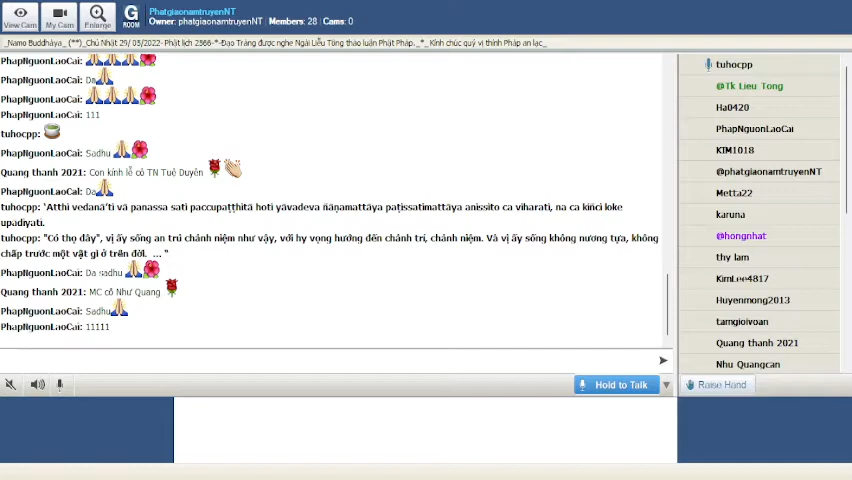 View Cam
My Cam
Enlarge
G
ROOM
PhatgiaonamtruyenNT
Owner: phatgiaonamtruyenNT | Members: 28 | Cams: 0
_Namo Buddhàya_ (**)_Chủ Nhật 29/ 05/2022- Phật lịch 2566-*-Đạo Tràng được nghe Ngài Liễu Tông thảo luận Phật Pháp._*_ Kính chúc quý vị thính Pháp an lạc_
PhapNguonLaoCai:
PhapNguonLaoCai: Dạ
PhapNguonLaoCai:
PhapNguonLaoCai: 111
tuhocpp:
PhapNguonLaoCai: Sadhu
Quang thanh 2021: Con kính lễ cô TN Tuệ Duyên
PhapNguonLaoCai: Dạ
tuhocpp: 'Atthi vedanā'ti vā panassa sati paccupaṭṭhitā hoti yāvadeva ñāṇamattāya paṭissatimattāya anissito ca viharati, na ca kiñci loke
upādiyati.
tuhocpp: "Có thọ đây", vị ấy sống an trú chánh niệm như vậy, với hy vọng hướng đến chánh trí, chánh niệm. Và vị ấy sống không nương tựa, không
chấp trước một vật gì ở trên đời. ... "
PhapNguonLaoCai: Dạ sadhu
Quang thanh 2021: MC cô Như Quang
PhapNguonLaoCai: Sadhu
PhapNguonLaoCai: 11111
Hold to Talk
tuhocpp
@Tk Lieu Tong
Ha0420
PhapNguonLaoCai
KIM1018
@phatgiaonamtruyenNT
Metta22
karuna
@hongnhat
thy lam
KimLee4817
Huyenmong2013
tamgioivoan
Quang thanh 2021
Nhu Quangcan
Raise Hand